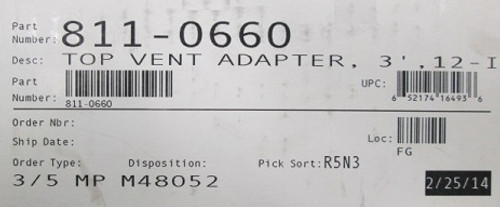 Part Number: 811-0660
Desc: TOP VENT ADAPTER, 3',12-I
Part Number: 811-0660
UPC: 6 52174 16493 6
Order Nbr:
Ship Date:
Loc: FG
Order Type: Disposition: Pick Sort: R5N3
3/5 MP M48052
2/25/14